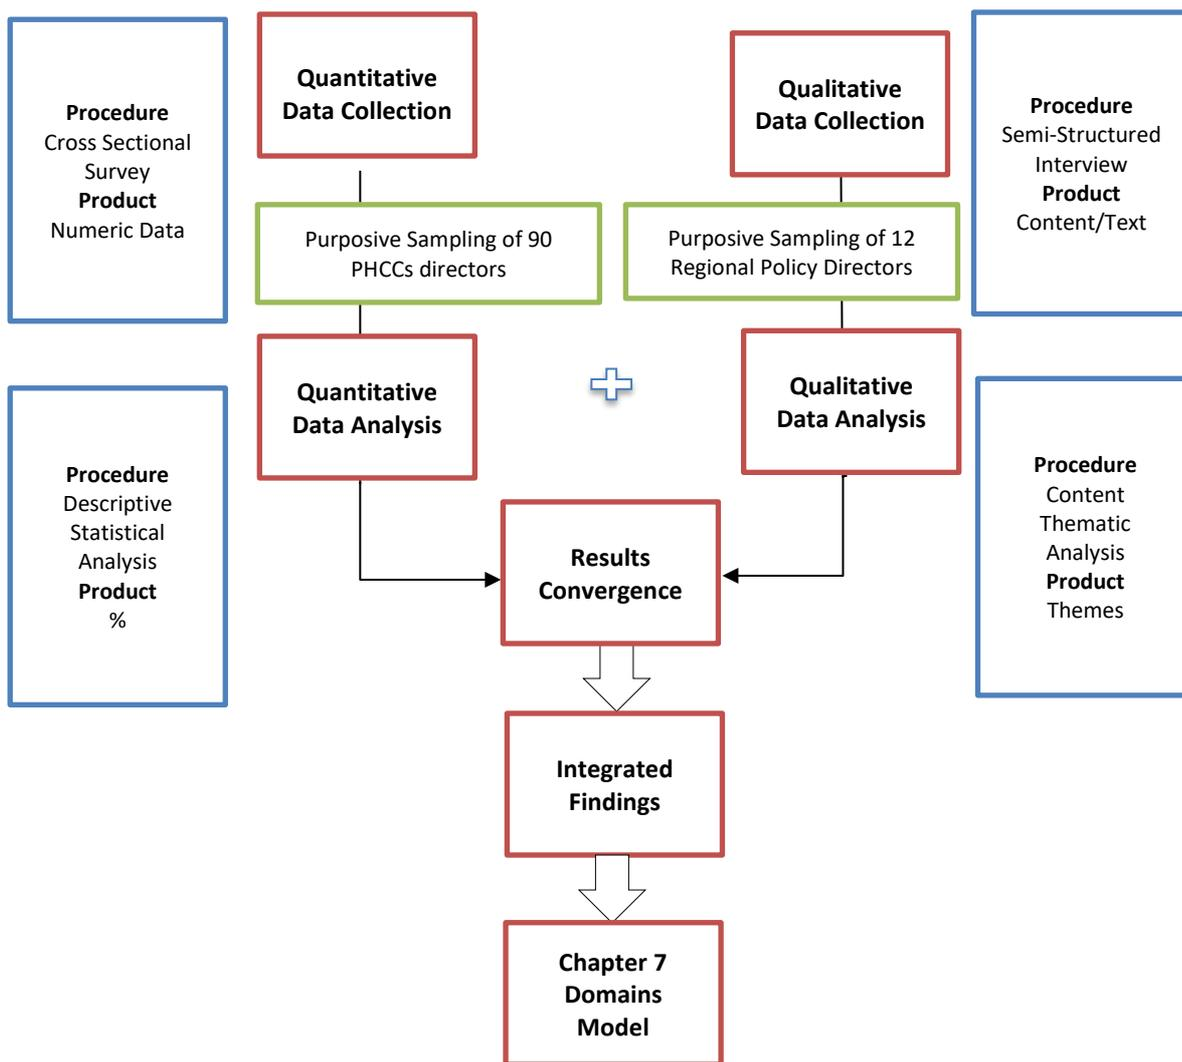 Procedure
Cross Sectional
Survey
Product
Numeric Data
Quantitative
Data Collection
Qualitative
Data Collection
Procedure
Semi-Structured
Interview
Product
Content/Text
Purposive Sampling of 90
PHCCs directors
Purposive Sampling of 12
Regional Policy Directors
Procedure
Descriptive
Statistical
Analysis
Product
%
Quantitative
Data Analysis
Qualitative
Data Analysis
Procedure
Content
Thematic
Analysis
Product
Themes
Results
Convergence
Integrated
Findings
Chapter 7
Domains
Model